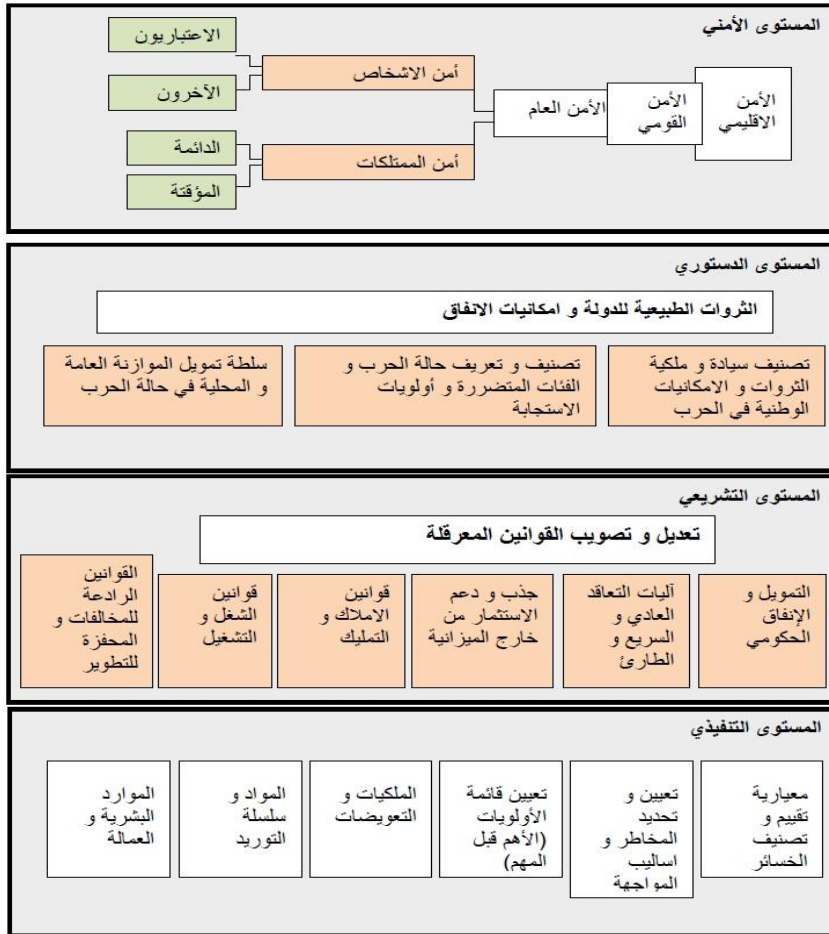 المستوى الأمني
الأمن
الاقليمي
الأمن
القومي
الأمن العام
أمن الاشخاص
الاعتباريون
الآخرون
أمن الممتلكات
الدائمة
المؤقتة
المستوى الدستوري
الثروات الطبيعية للدولة و امكانيات الانفاق
تصنيف سيادة و ملكية
الثروات و الامكانيات
الوطنية في الحرب
تصنيف و تعريف حالة الحرب و
الفئات المتضررة و أولويات
الاستجابة
سلطة تمويل الموازنة العامة
و المحلية في حالة الحرب
المستوى التشريعي
تعديل و تصويب القوانين المعرقلة
التمويل و
الإنفاق
الحكومي
آليات التعاقد
العادي و
السريع و
الطارئ
جذب و دعم
الاستثمار من
خارج الميزانية
قوانين
الاملاك و
التمليك
قوانين
الشغل و
التشغيل
القوانين
الرادعة
للمخالفات و
المحفزة
للتطوير
المستوى التنفيذي
معيارية
تقييم و
تصنيف
الخسائر
تعيين و
تحديد
المخاطر و
اساليب
المواجهة
تعيين قائمة
الأولويات
(الأهم قبل
المهم)
الملكيات و
التعويضات
المواد و
سلسلة
التوريد
الموارد
البشرية و
العمالة